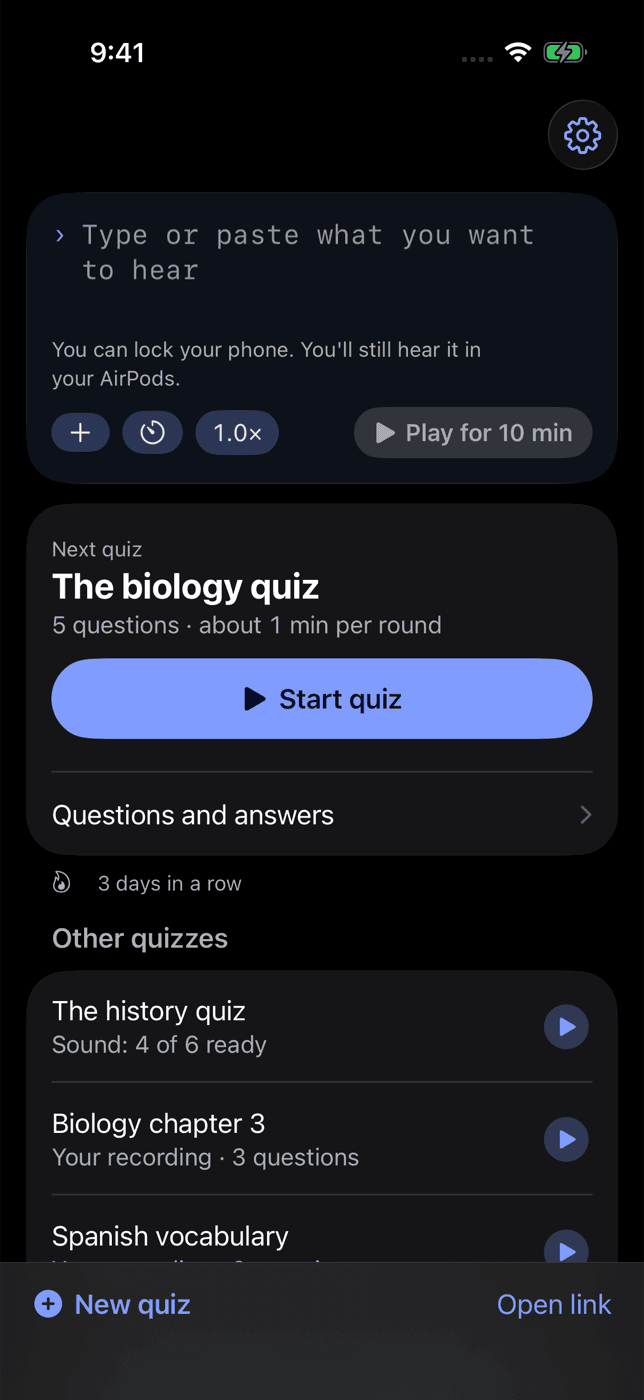 9:41
› Type or paste what you want
to hear
You can lock your phone. You'll still hear it in
your AirPods.
1.0×
Play for 10 min
Next quiz
The biology quiz
5 questions · about 1 min per round
Start quiz
Questions and answers
3 days in a row
Other quizzes
The history quiz
Sound: 4 of 6 ready
Biology chapter 3
Your recording · 3 questions
Spanish vocabulary
New quiz
Open link